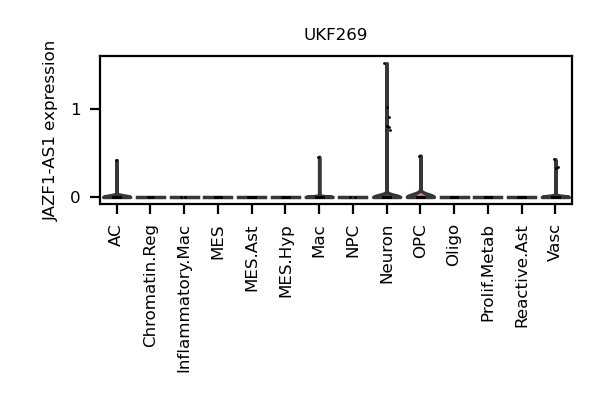 UKF269
JAZF1-AS1 expression
1
0
AC
Chromatin.Reg
Inflammatory.Mac
MES
MES.Ast
MES.Hyp
Mac
NPC
Neuron
OPC
Oligo
Prolif.Metab
Reactive.Ast
Vasc